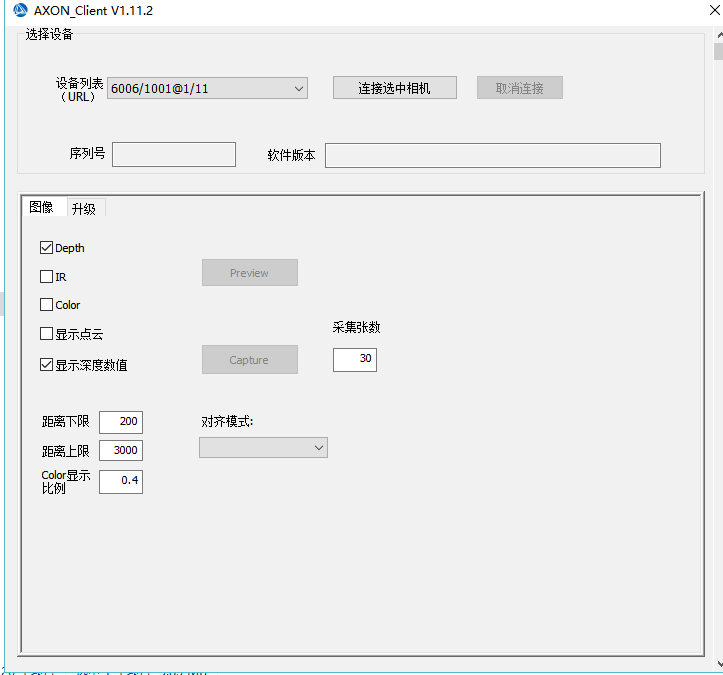 AXON_Client V1.11.2
选择设备
设备列表
（URL）
6006/1001@1/11
连接选中相机
取消连接
序列号
软件版本
图像
升级
Depth
IR
Preview
Color
采集张数
显示点云
显示深度数值
Capture
30
距离下限
200
对齐模式:
距离上限
3000
Color显示
比例
0.4